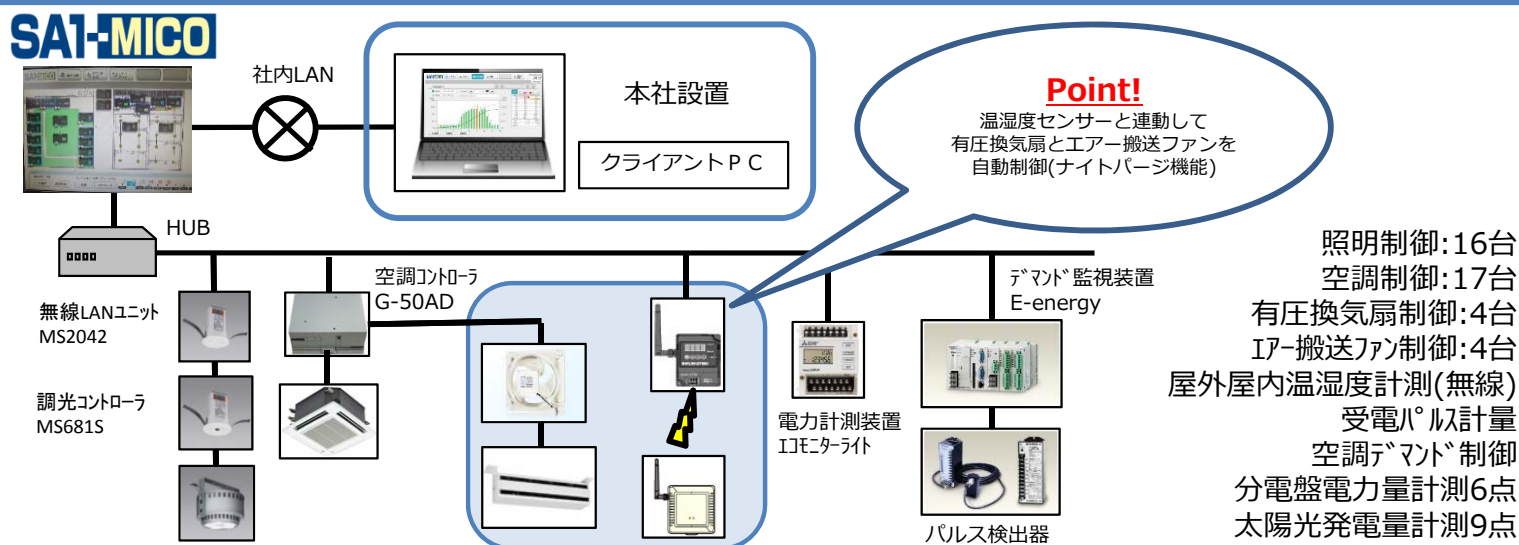 SA1-MICO
社内LAN
本社設置
クライアントＰＣ
Point!
温湿度センサーと連動して
有圧換気扇とエアー搬送ファンを
自動制御(ナイトパージ機能)
HUB
無線LANﾕﾆｯﾄ
MS2042
調光ｺﾝﾄﾛｰﾗ
MS681S
空調ｺﾝﾄﾛｰﾗ
G-50AD
電力計測装置
ｴｺﾓﾆﾀｰﾗｲﾄ
ﾃﾞﾏﾝﾄﾞ監視装置
E-energy
パルス検出器
照明制御:16台
空調制御:17台
有圧換気扇制御:4台
ｴｱｰ搬送ﾌｧﾝ制御:4台
屋外屋内温湿度計測(無線)
受電ﾊﾟﾙｽ計量
空調ﾃﾞﾏﾝﾄﾞ制御
分電盤電力量計測6点
太陽光発電量計測9点